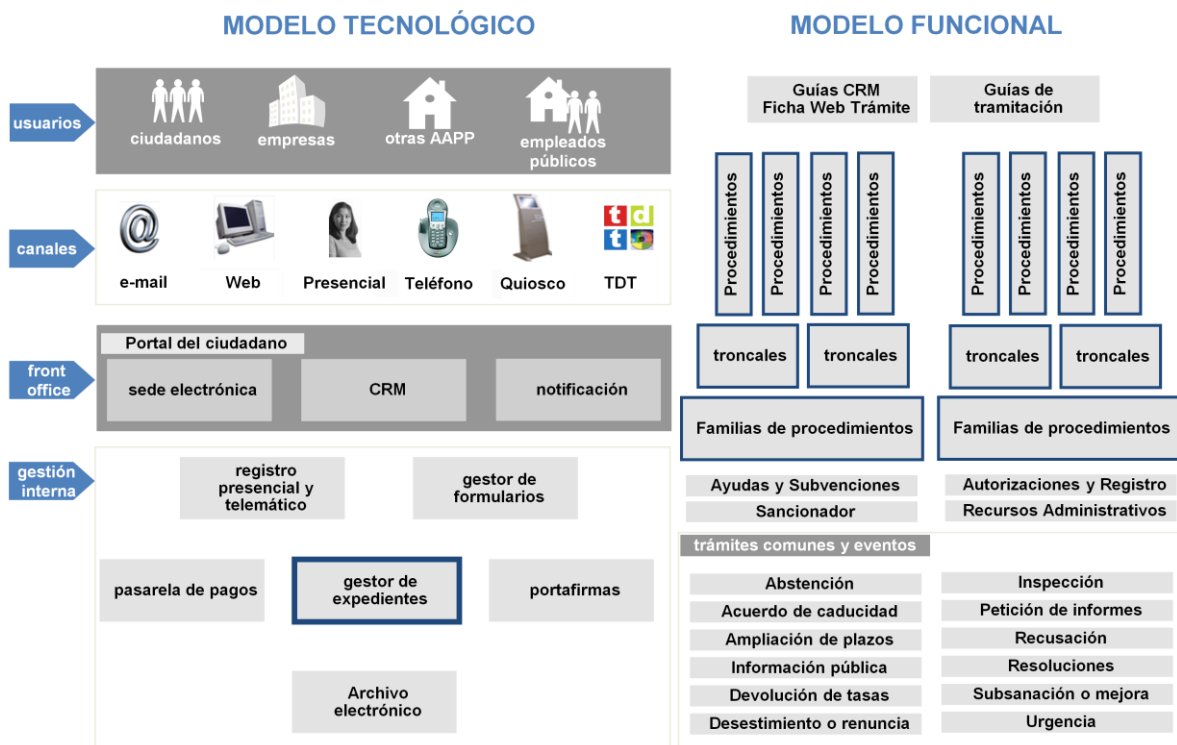 MODELO TECNOLÓGICO
usuarios
ciudadanos
empresas
otras AAPP
empleados
públicos
canales
@
td
t
e-mail
Web
Presencial
Teléfono
Quiosco
TDT
front
office
Portal del ciudadano
sede electrónica
CRM
notificación
gestión
interna
registro
presencial y
telemático
gestor de
formularios
pasarela de pagos
gestor de
expedientes
portafirmas
Archivo
electrónico
MODELO FUNCIONAL
Guías CRM
Ficha Web Trámite
Guías de
tramitación
Procedimientos
Procedimientos
Procedimientos
Procedimientos
Procedimientos
Procedimientos
Procedimientos
Procedimientos
troncales
troncales
troncales
troncales
Familias de procedimientos
Familias de procedimientos
Ayudas y Subvenciones
Autorizaciones y Registro
Sancionador
Recursos Administrativos
trámites comunes y eventos
Abstención
Acuerdo de caducidad
Ampliación de plazos
Información pública
Devolución de tasas
Desestimiento o renuncia
Inspección
Petición de informes
Recusación
Resoluciones
Subsanación o mejora
Urgencia